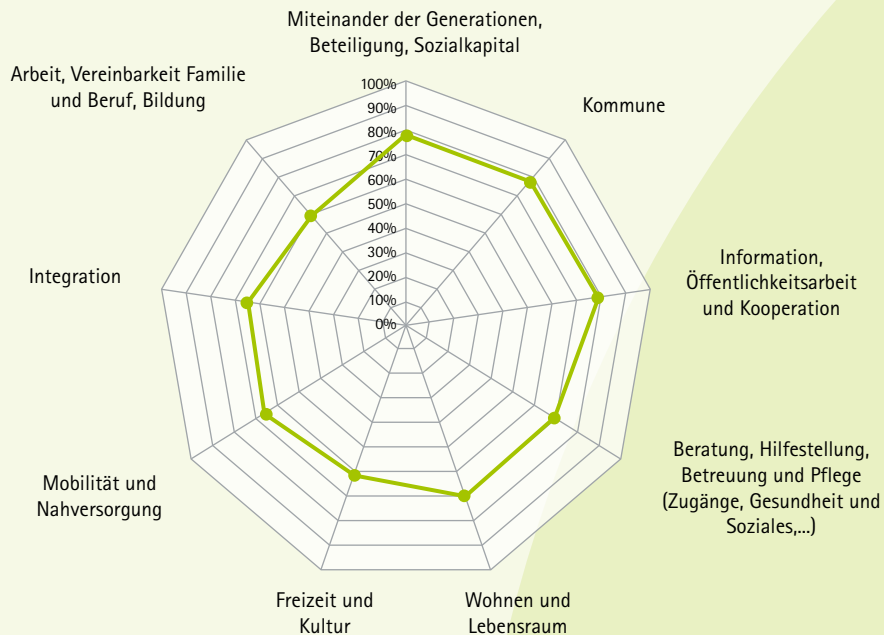 Miteinander der Generationen,
Beteiligung, Sozialkapital
Arbeit, Vereinbarkeit Familie
und Beruf, Bildung
Kommune
100%
90%
80%
70%
60%
50%
40%
30%
20%
10%
0%
Integration
Information,
Öffentlichkeitsarbeit
und Kooperation
Mobilität und
Nahversorgung
Beratung, Hilfestellung,
Betreuung und Pflege
(Zugänge, Gesundheit und
Soziales,...)
Freizeit und
Kultur
Wohnen und
Lebensraum